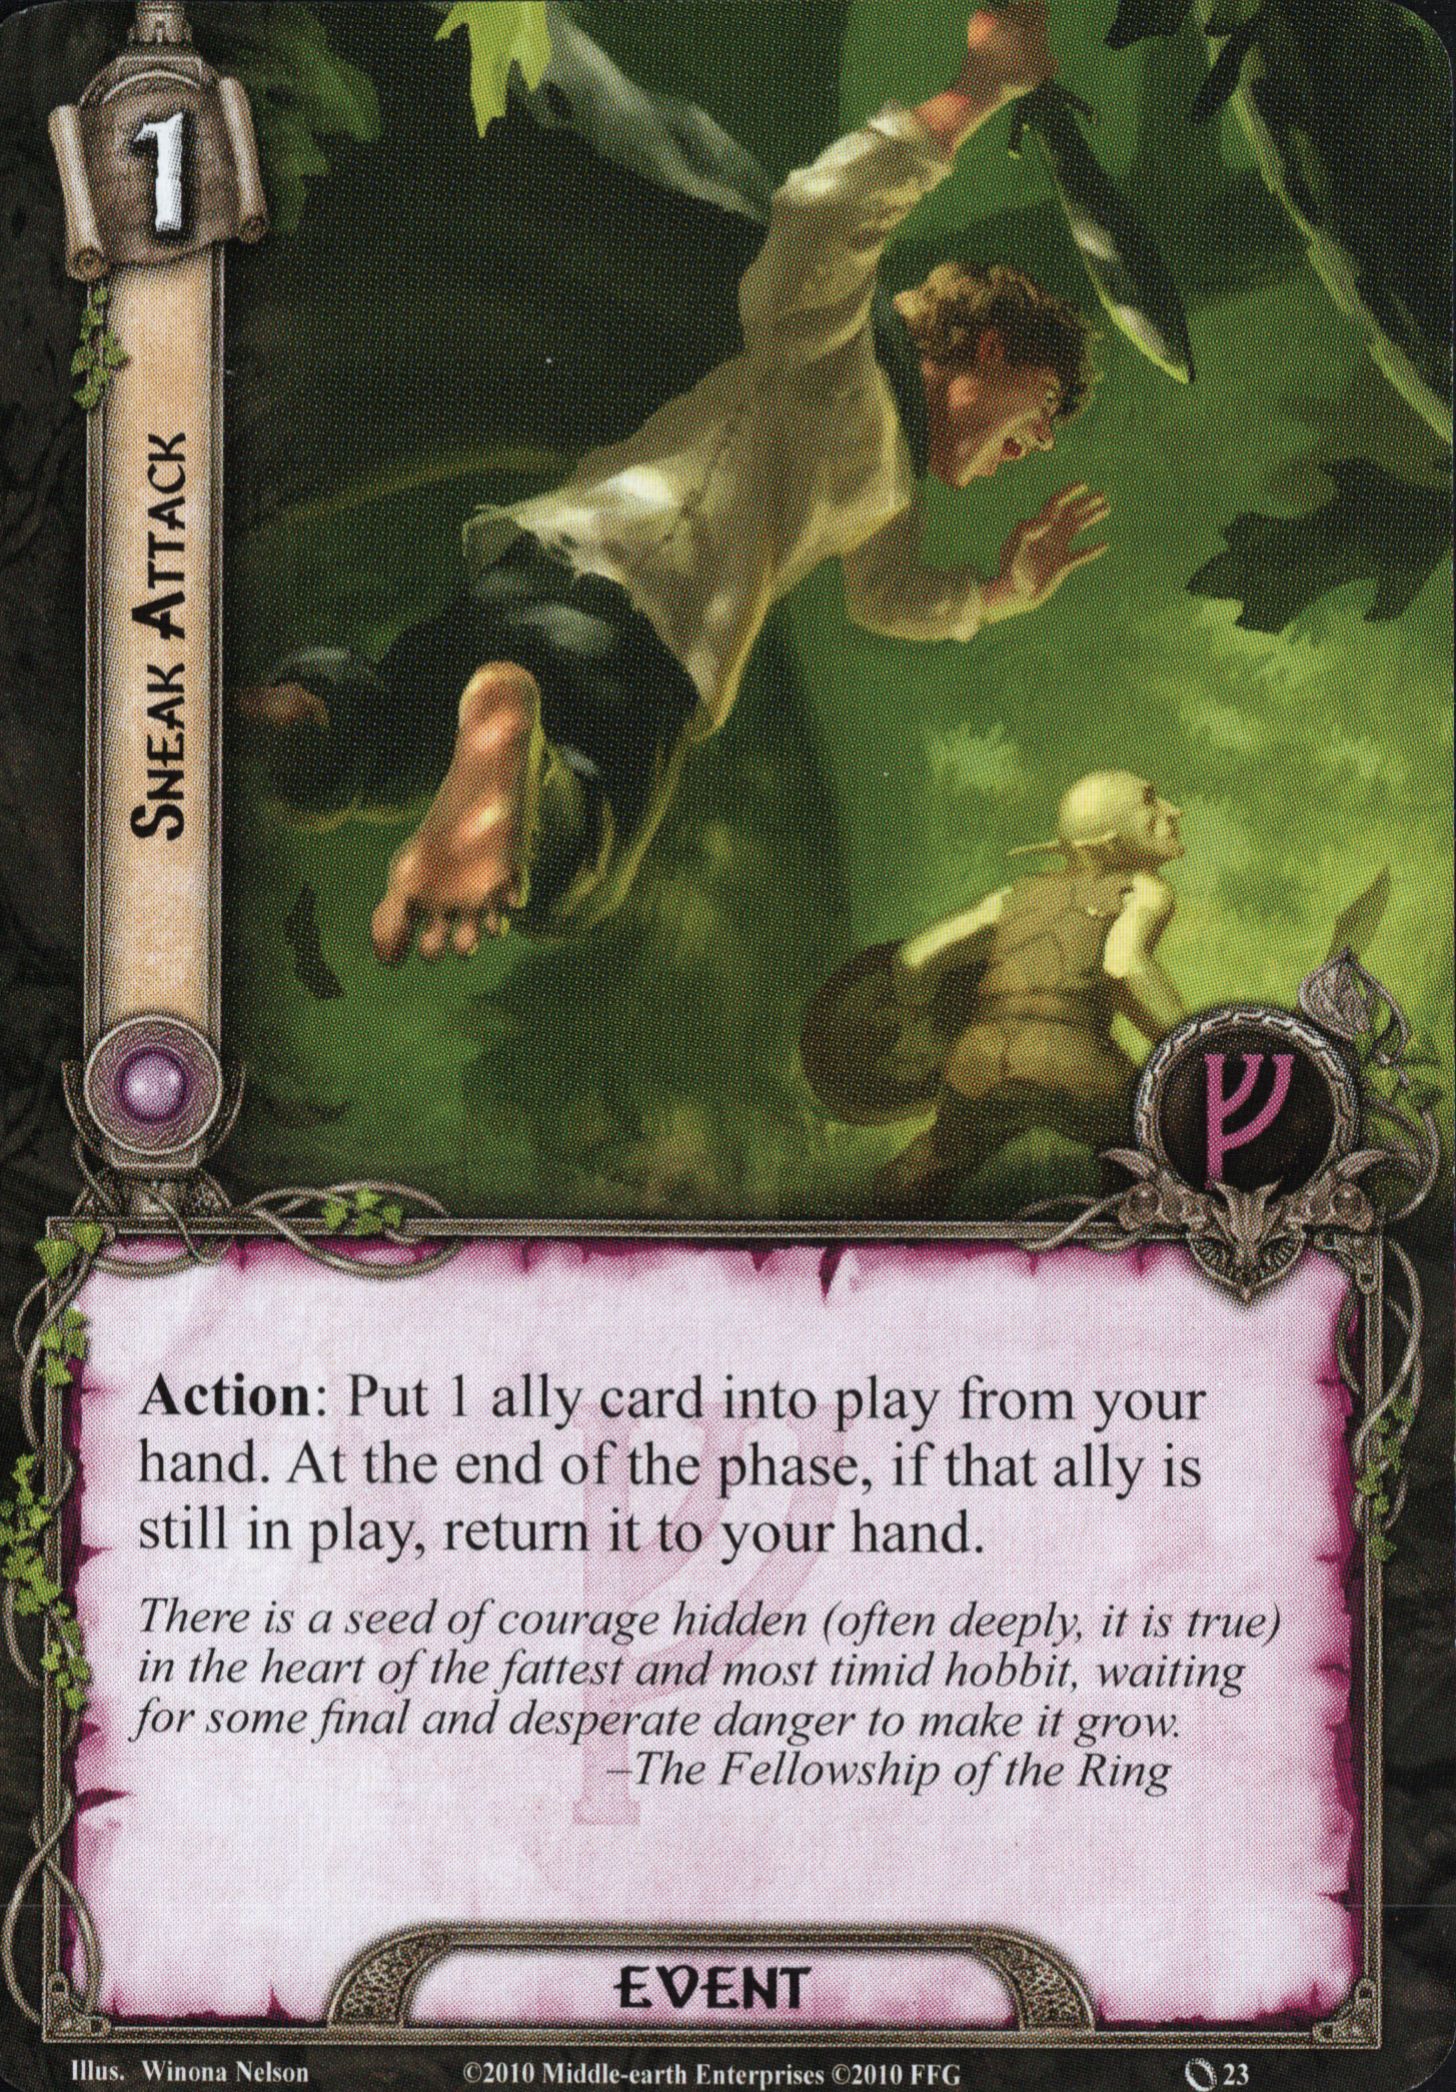 1
Sneak Attack
Action: Put 1 ally card into play from your
hand. At the end of the phase, if that ally is
still in play, return it to your hand.
There is a seed of courage hidden (often deeply, it is true)
in the heart of the fattest and most timid hobbit, waiting
for some final and desperate danger to make it grow.
–The Fellowship of the Ring
EVENT
Illus. Winona Nelson ©2010 Middle-earth Enterprises ©2010 FFG 23